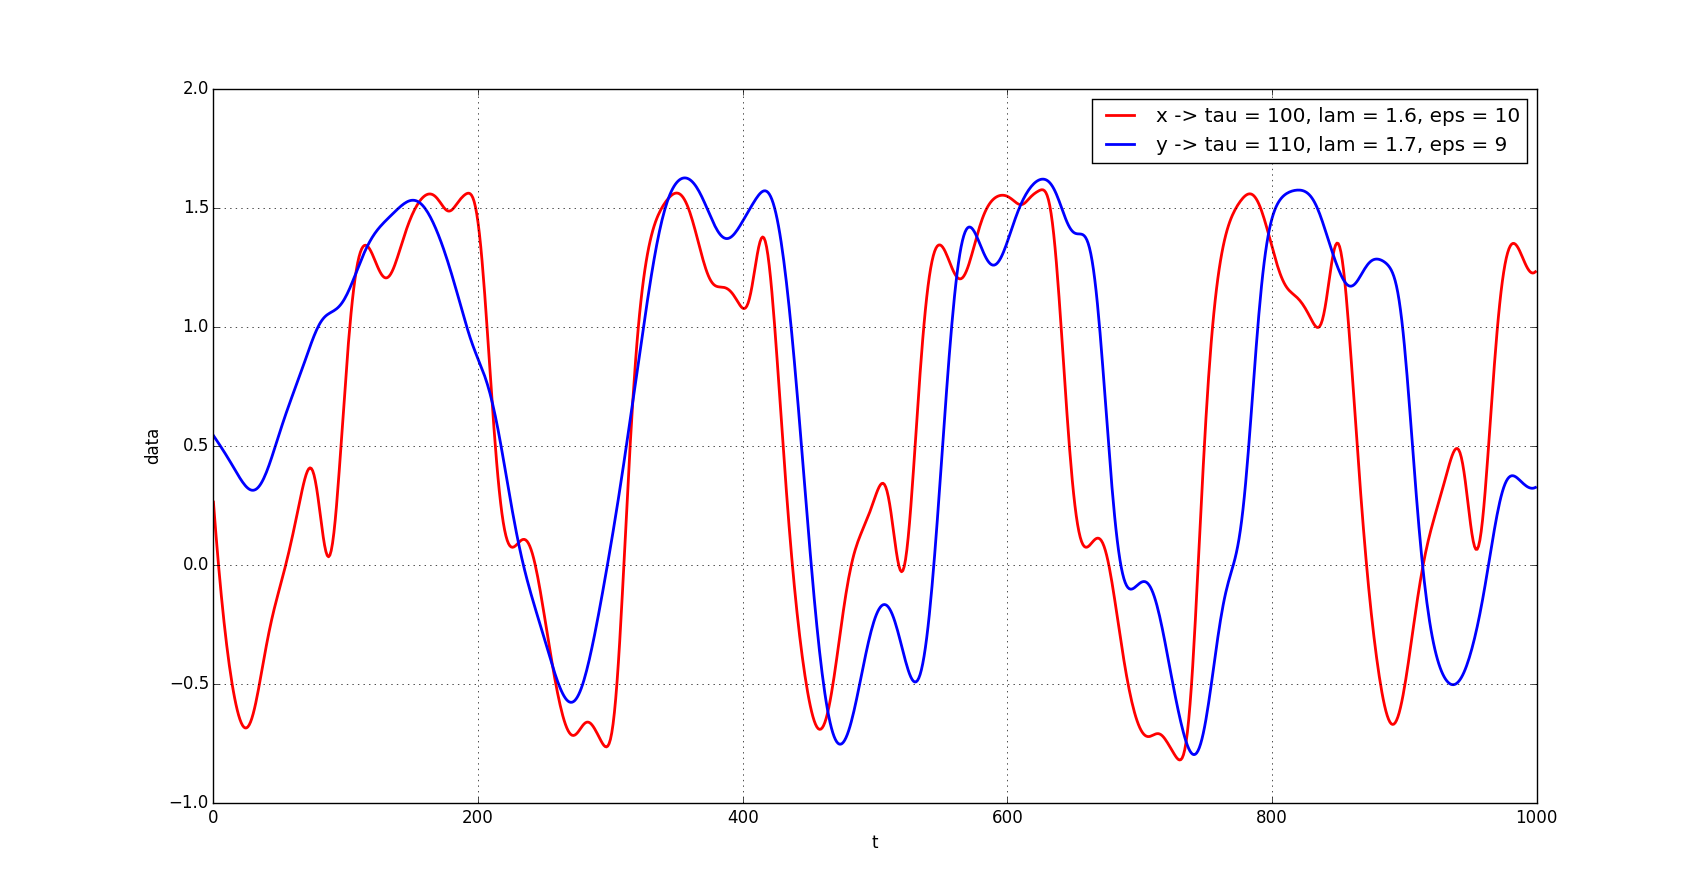 2.0
1.5
1.0
0.5
0.0
−0.5
−1.0
data
0 200 400 600 800 1000
t
x -> tau = 100, lam = 1.6, eps = 10
y -> tau = 110, lam = 1.7, eps = 9